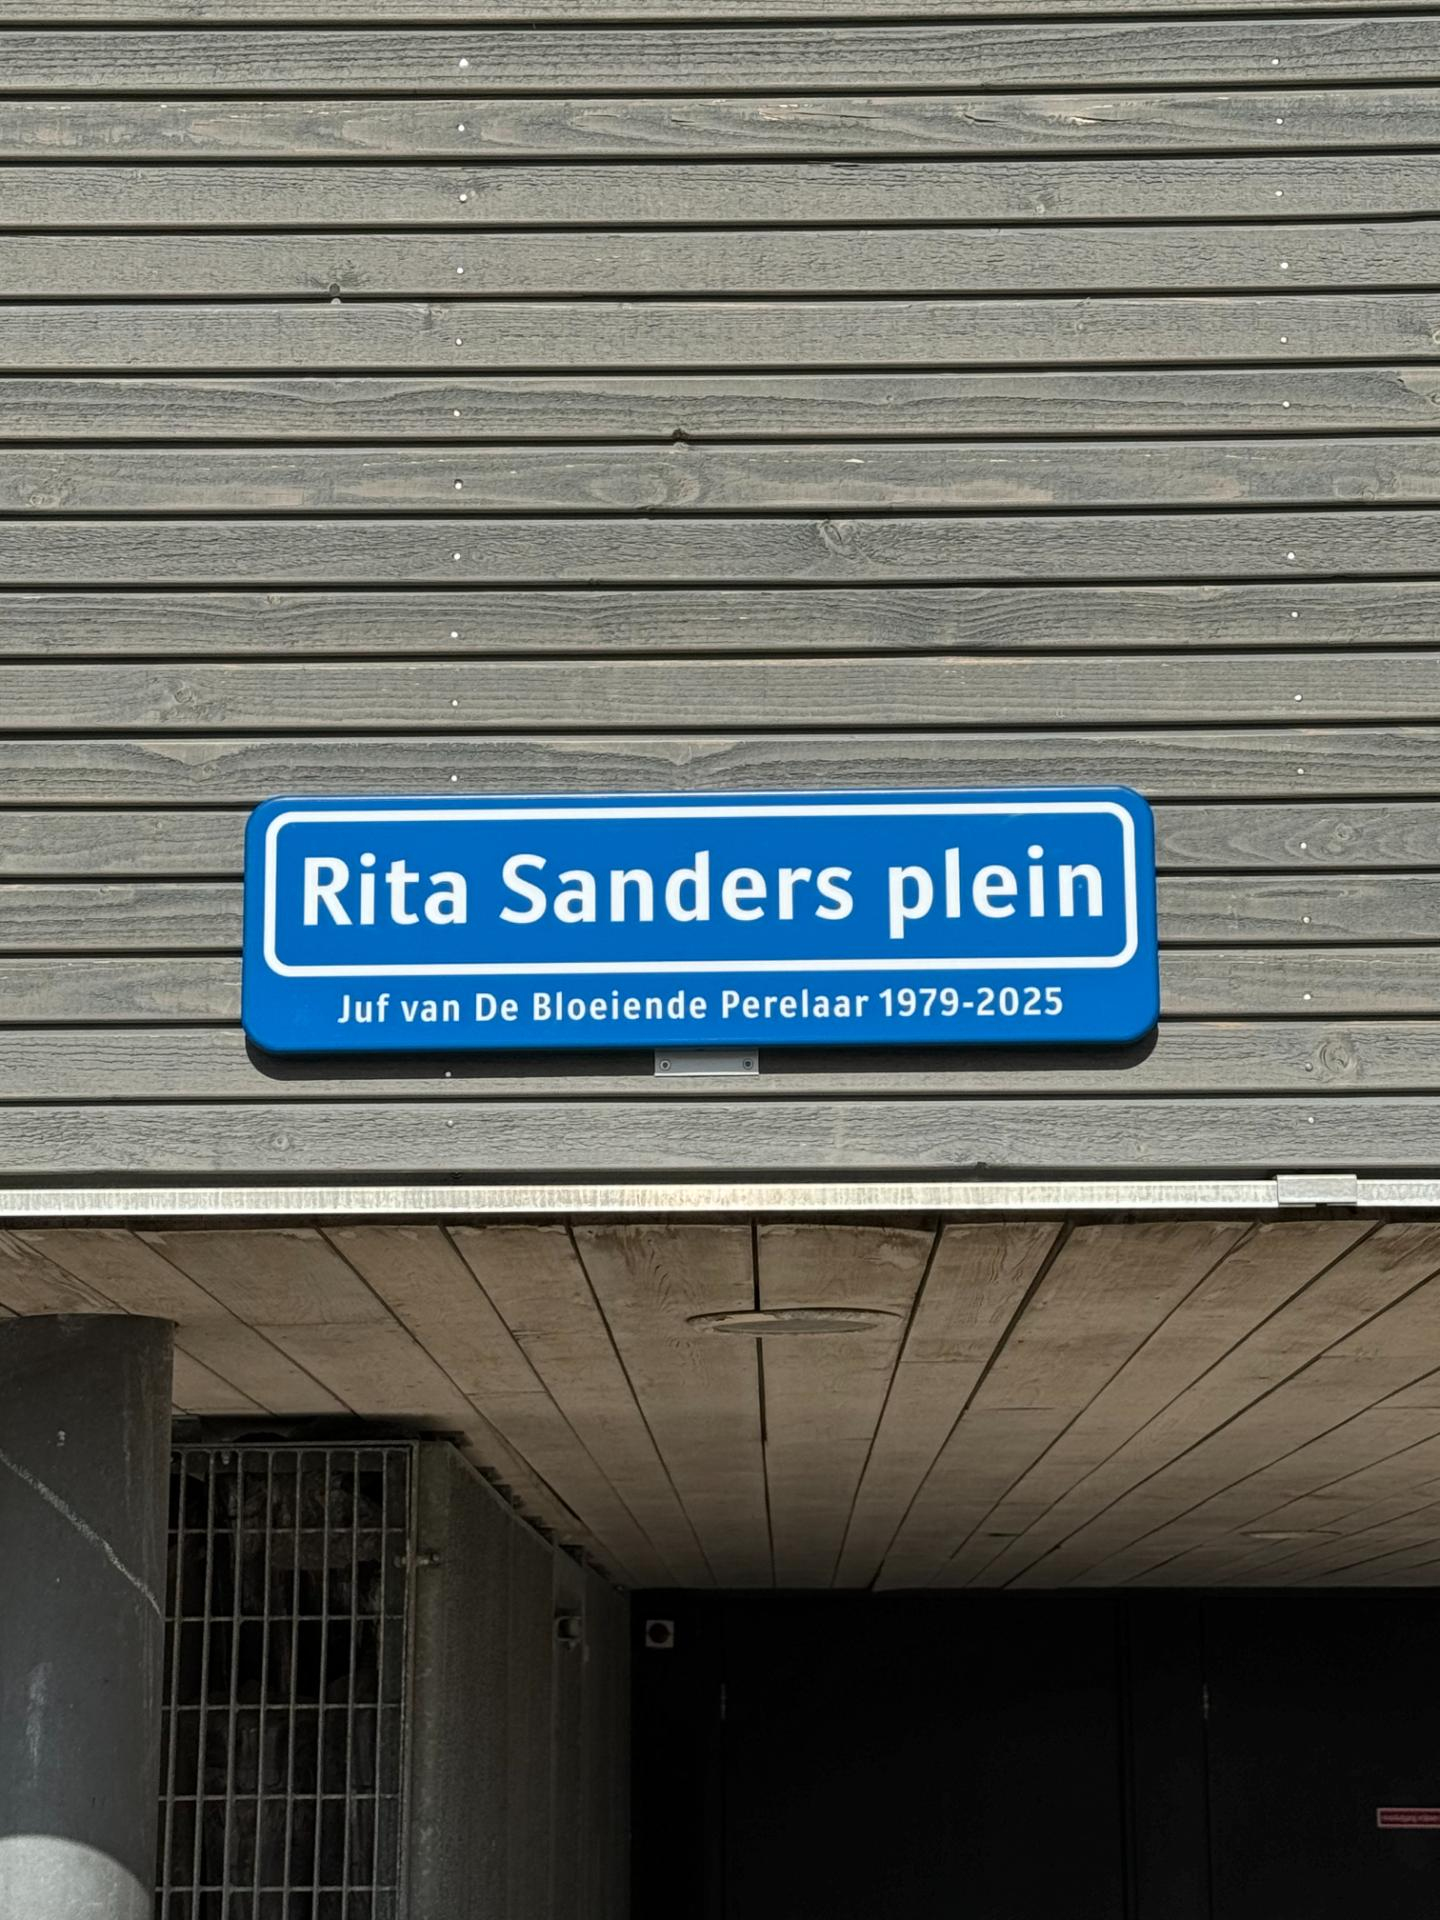 Rita Sanders plein
Juf van De Bloeiende Perelaar 1979-2025